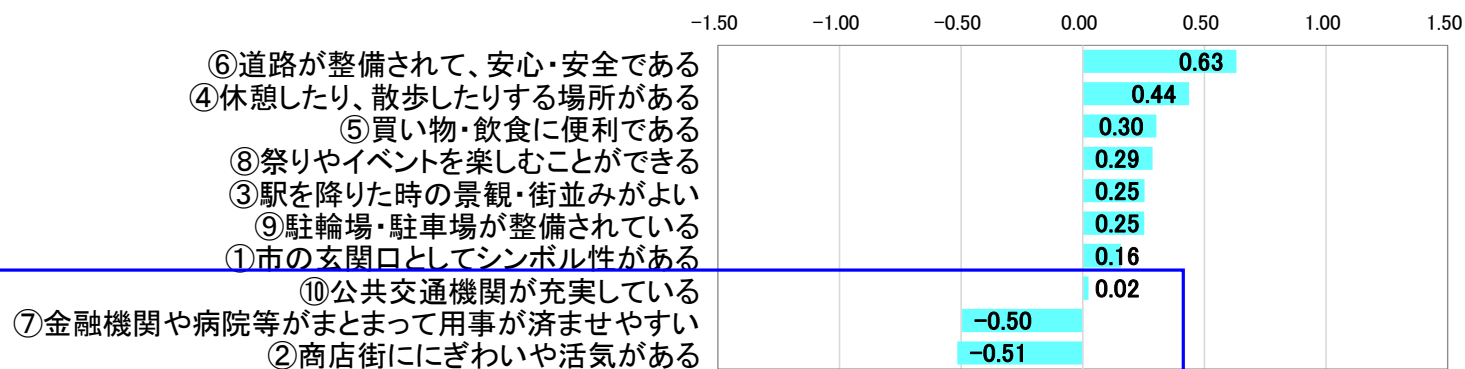 −1.50 −1.00 −0.50 0.00 0.50 1.00 1.50
⑥道路が整備されて、安心・安全である 0.63
④休憩したり、散歩したりする場所がある 0.44
⑤買い物・飲食に便利である 0.30
⑧祭りやイベントを楽しむことができる 0.29
③駅を降りた時の景観・街並みがよい 0.25
⑨駐輪場・駐車場が整備されている 0.25
①市の玄関口としてシンボル性がある 0.16
⑩公共交通機関が充実している 0.02
⑦金融機関や病院等がまとまって用事が済ませやすい −0.50
②商店街ににぎわいや活気がある −0.51